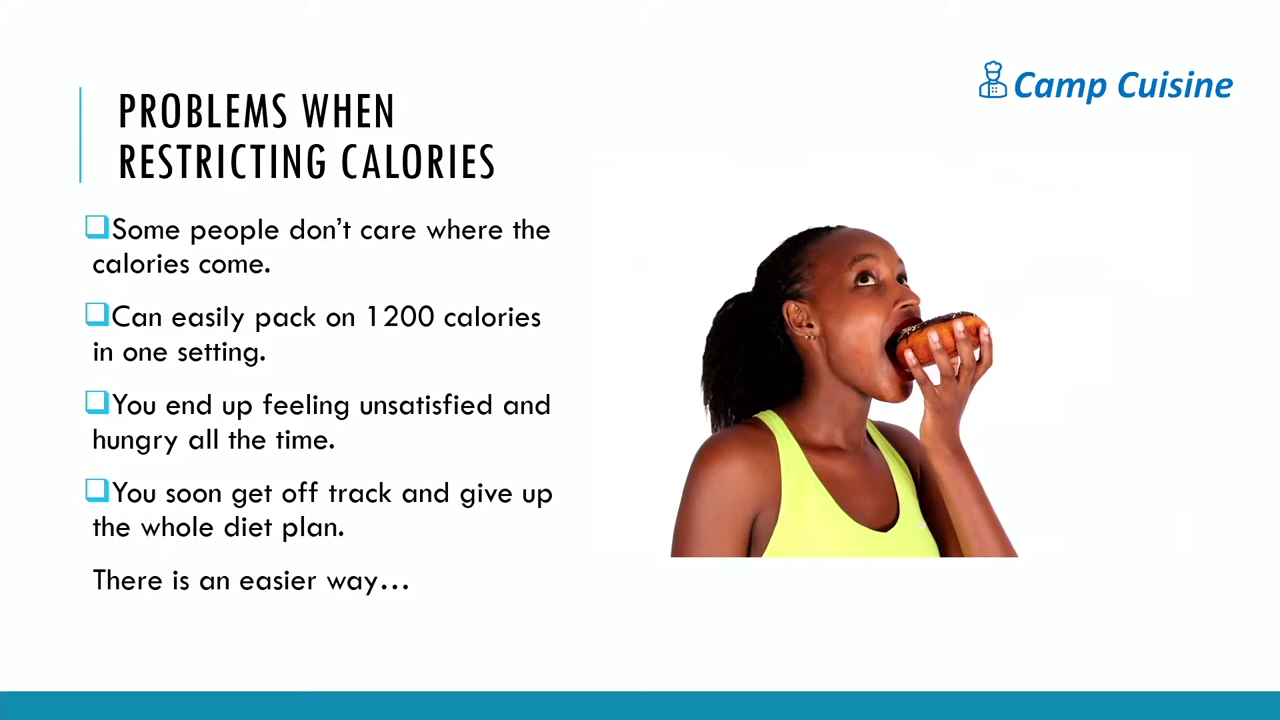 Camp Cuisine
PROBLEMS WHEN
RESTRICTING CALORIES
Some people don't care where the
calories come.
Can easily pack on 1200 calories
in one setting.
You end up feeling unsatisfied and
hungry all the time.
You soon get off track and give up
the whole diet plan.
There is an easier way...